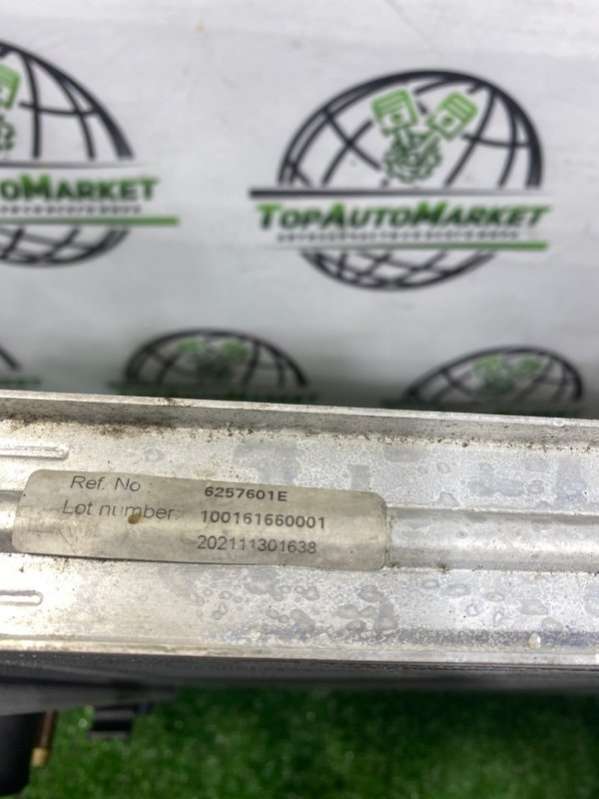 TopAutoMarket
TopAutoMarket
Ref. No : 6257601E
Lot number: 100161660001
202111301638